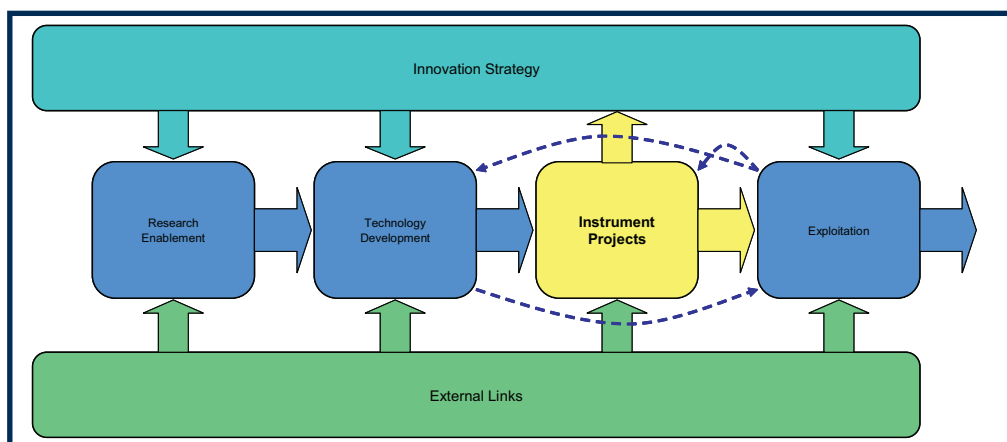 Innovation Strategy
Research
Enablement
Technology
Development
Instrument
Projects
Exploitation
External Links